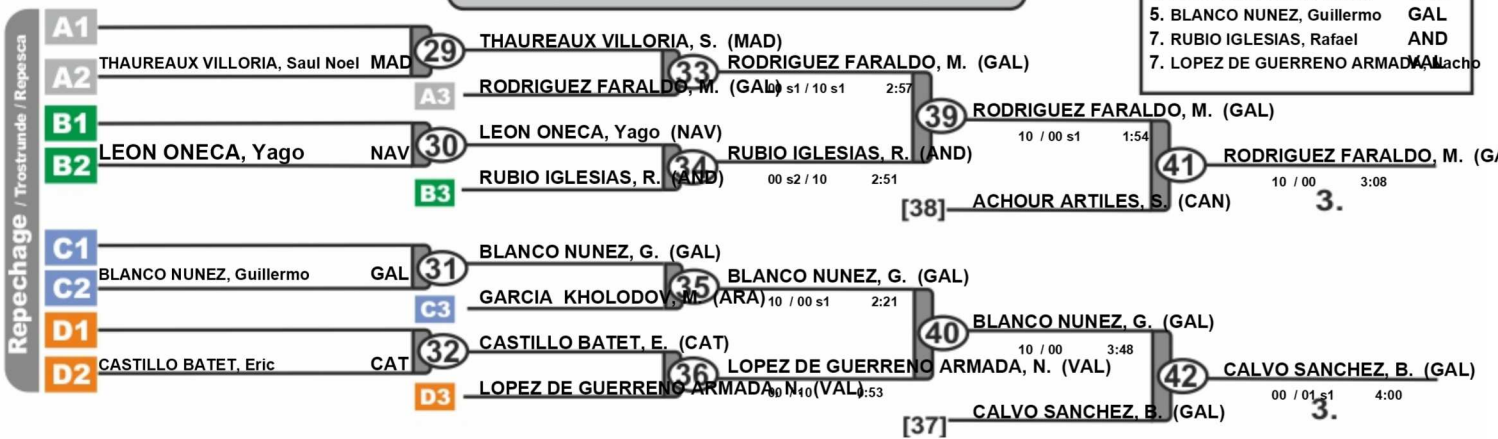 5. BLANCO NUNEZ, Guillermo GAL
7. RUBIO IGLESIAS, Rafael AND
7. LOPEZ DE GUERRENO ARMADA, Nacho VAL
Repechage / Trostrunde / Repesca
A1
THAUREAUX VILLORIA, Saul Noel MAD
A2
29
THAUREAUX VILLORIA, S. (MAD)
A3
RODRIGUEZ FARALDO, M. (GAL)
33
RODRIGUEZ FARALDO, M. (GAL)
00 s1 / 10 s1 2:57
B1
B2
LEON ONECA, Yago NAV
30
LEON ONECA, Yago (NAV)
B3
RUBIO IGLESIAS, R. (AND)
34
RUBIO IGLESIAS, R. (AND)
00 s2 / 10 2:51
39
RODRIGUEZ FARALDO, M. (GAL)
10 / 00 s1 1:54
[38]
ACHOUR ARTILES, S. (CAN)
41
RODRIGUEZ FARALDO, M. (GA
10 / 00 3:08
3.
C1
BLANCO NUNEZ, Guillermo GAL
C2
31
BLANCO NUNEZ, G. (GAL)
C3
GARCIA KHOLODOV, M. (ARA)
35
BLANCO NUNEZ, G. (GAL)
10 / 00 s1 2:21
D1
CASTILLO BATET, Eric CAT
D2
32
CASTILLO BATET, E. (CAT)
D3
LOPEZ DE GUERRENO ARMADA, N. (VAL)
36
LOPEZ DE GUERRENO ARMADA, N. (VAL)
00 / 10 0:53
40
BLANCO NUNEZ, G. (GAL)
10 / 00 3:48
[37]
CALVO SANCHEZ, B. (GAL)
42
CALVO SANCHEZ, B. (GAL)
00 / 01 s1 4:00
3.